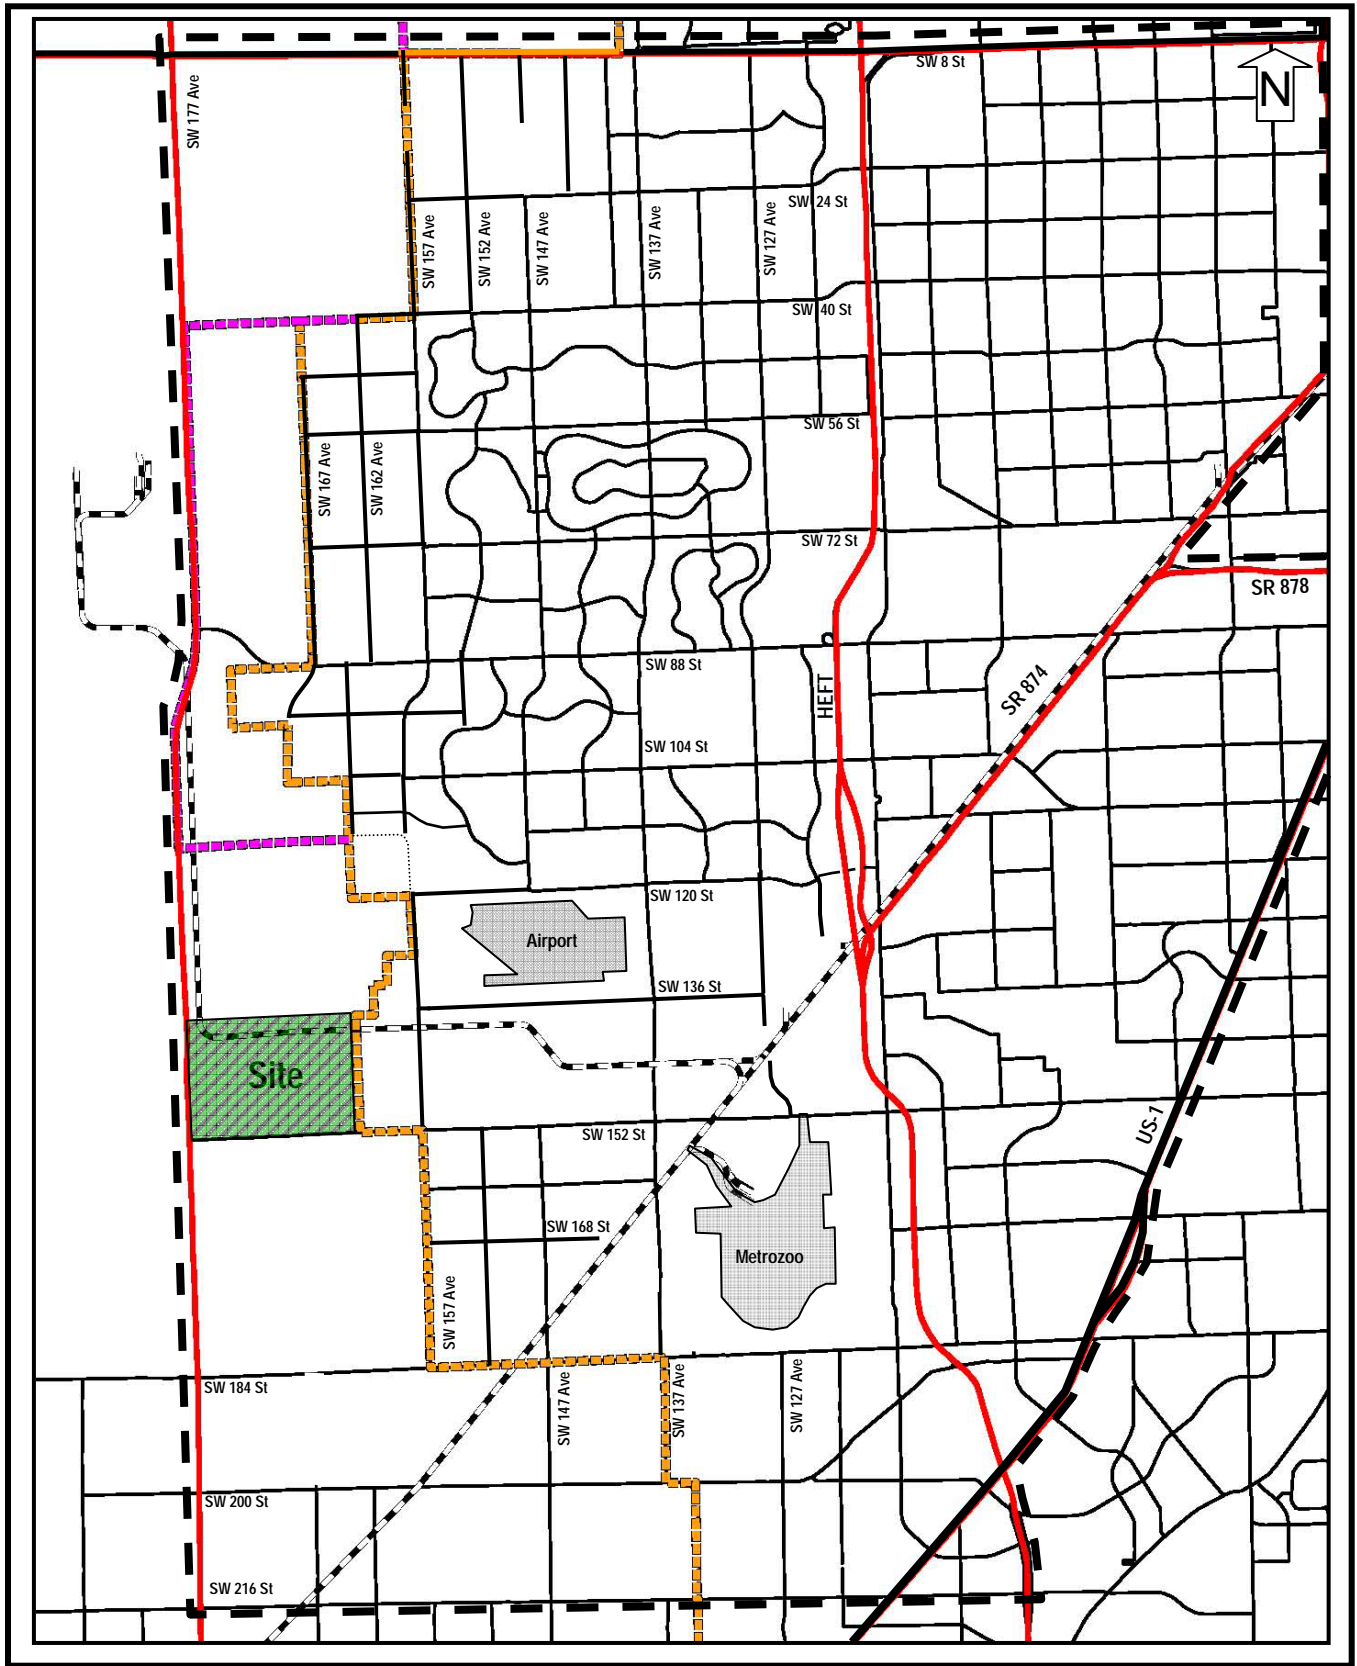 SW 8 St
N
SW 177 Ave
SW 24 St
SW 157 Ave
SW 152 Ave
SW 147 Ave
SW 137 Ave
SW 127 Ave
SW 40 St
SW 56 St
SW 167 Ave
SW 162 Ave
SW 72 St
SR 878
SW 88 St
HEFT
SR 874
SW 104 St
SW 120 St
Airport
SW 136 St
Site
SW 152 St
US-1
SW 168 St
Metrozoo
SW 157 Ave
SW 184 St
SW 147 Ave
SW 137 Ave
SW 127 Ave
SW 200 St
SW 216 St